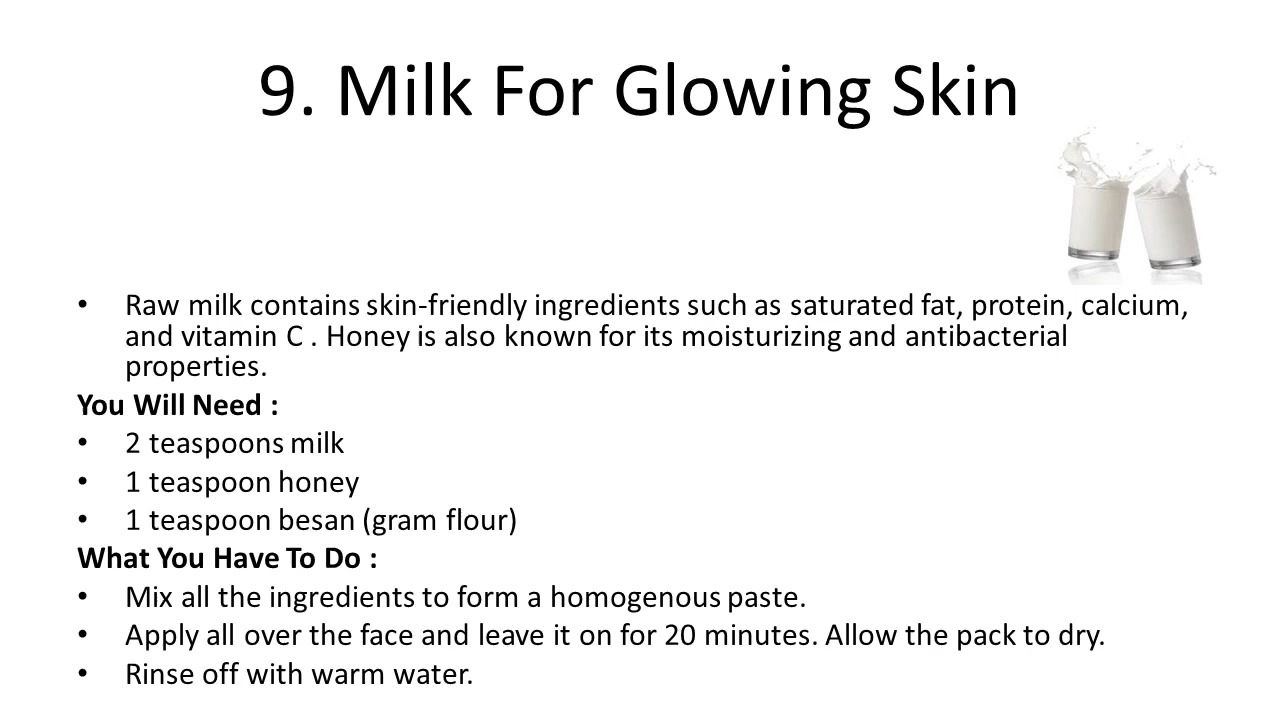 9. Milk For Glowing Skin
• Raw milk contains skin-friendly ingredients such as saturated fat, protein, calcium,
and vitamin C . Honey is also known for its moisturizing and antibacterial
properties.
You Will Need :
• 2 teaspoons milk
• 1 teaspoon honey
• 1 teaspoon besan (gram flour)
What You Have To Do :
• Mix all the ingredients to form a homogenous paste.
• Apply all over the face and leave it on for 20 minutes. Allow the pack to dry.
• Rinse off with warm water.